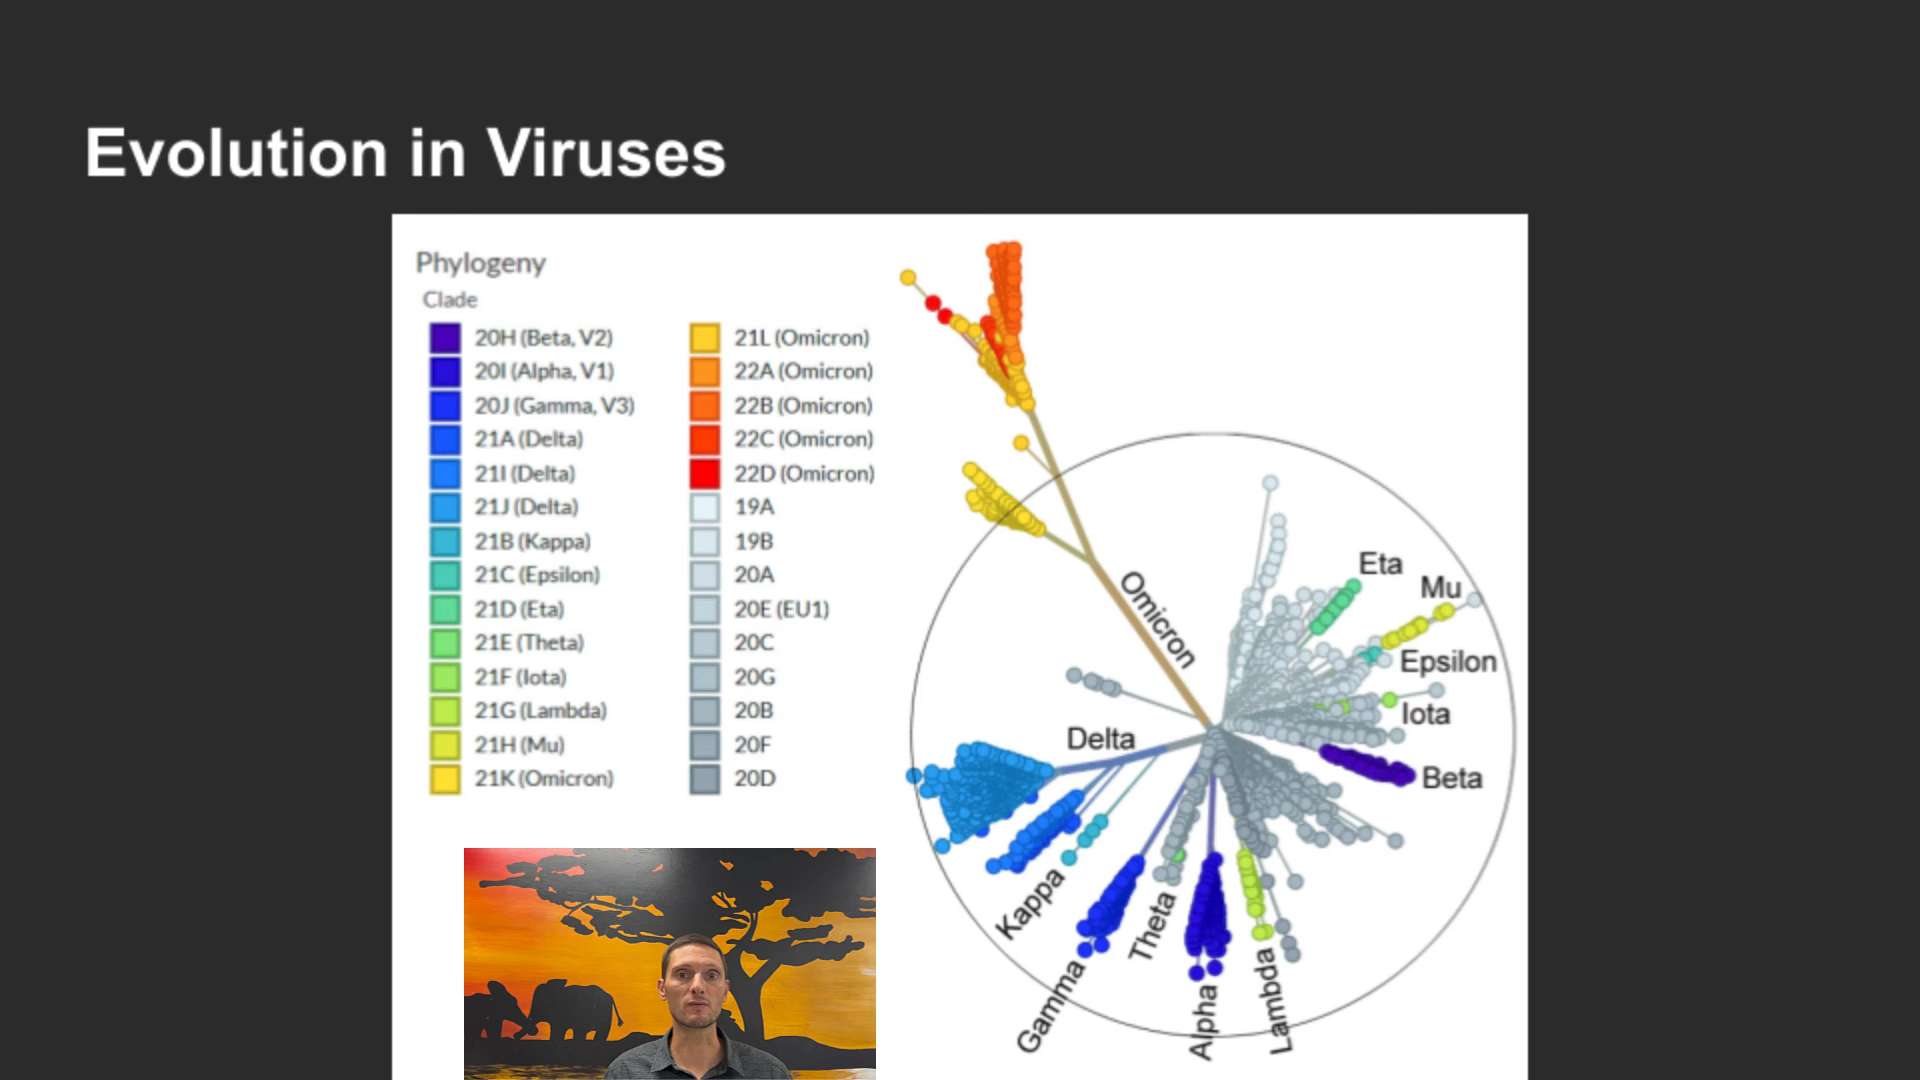 Evolution in Viruses
Phylogeny
Clade
20H (Beta, V2)
20I (Alpha, V1)
20J (Gamma, V3)
21A (Delta)
21I (Delta)
21J (Delta)
21B (Kappa)
21C (Epsilon)
21D (Eta)
21E (Theta)
21F (Iota)
21G (Lambda)
21H (Mu)
21K (Omicron)
21L (Omicron)
22A (Omicron)
22B (Omicron)
22C (Omicron)
22D (Omicron)
19A
19B
20A
20E (EU1)
20C
20G
20B
20F
20D
Omicron
Eta
Mu
Epsilon
Iota
Beta
Delta
Kappa
Gamma
Theta
Alpha
Lambda